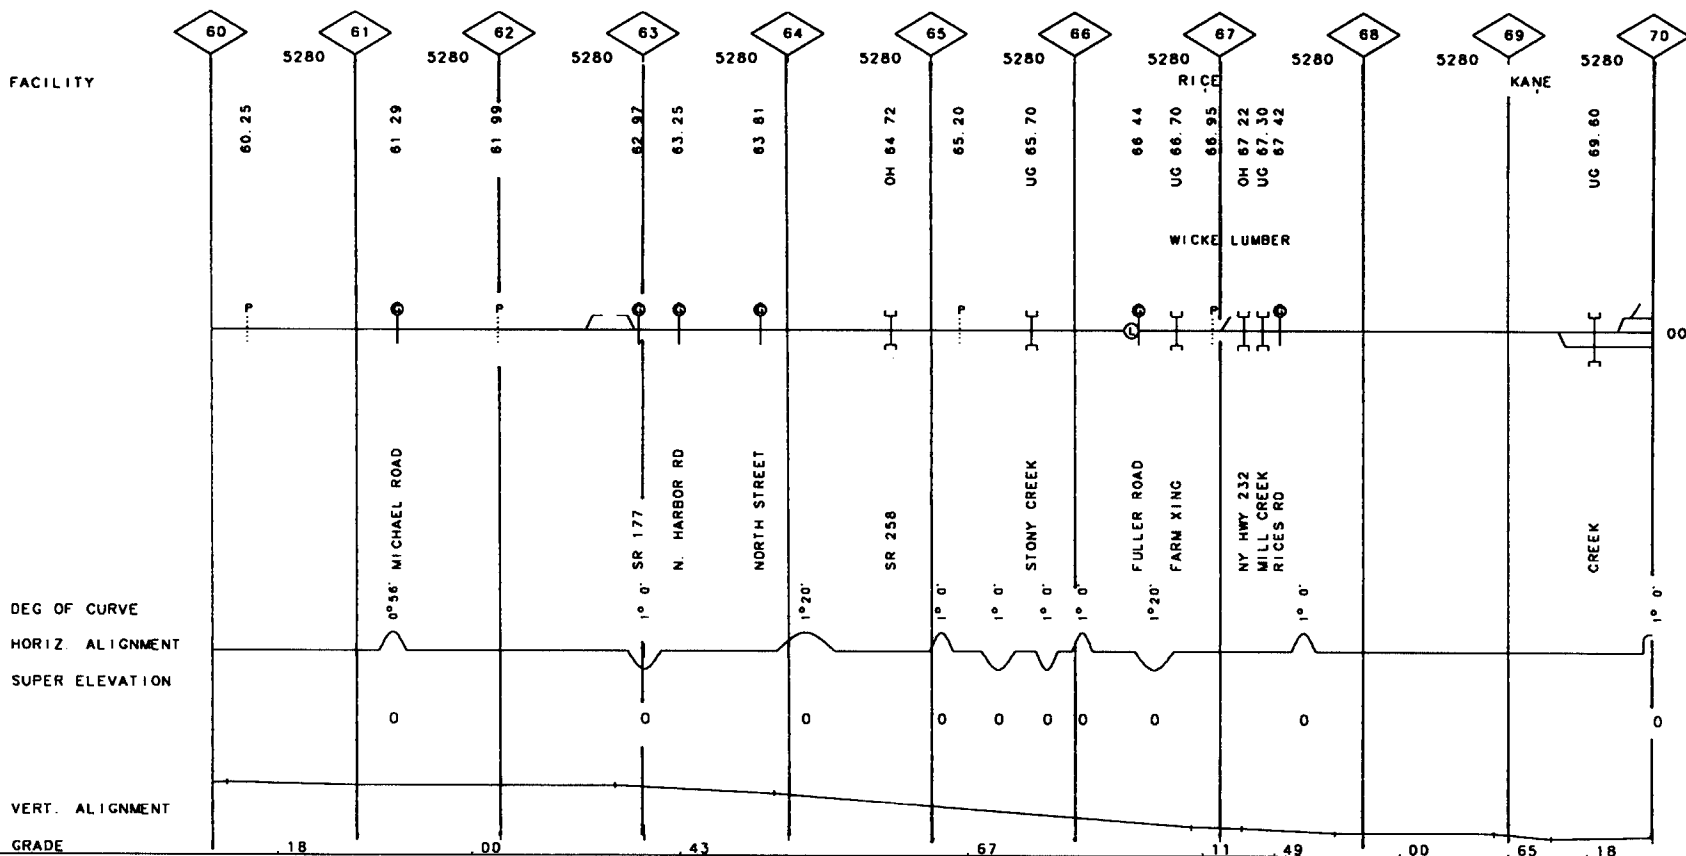 60 61 62 63 64 65 66 67 68 69 70
5280 5280 5280 5280 5280 5280 5280 5280 5280 5280
FACILITY RICE KANE
60.25 61 29 61 99 62.97 63.25 63 81 OH 64 72 65.20 UG 65.70 66 44 UG 66.70 66.95 OH 67 22 UG 67.30 67 42 UG 69.60
WICKE LUMBER
P G P G G G P G P G
L 00
MICHAEL ROAD SR 177 N. HARBOR RD NORTH STREET SR 258 STONY CREEK FULLER ROAD FARM XING NY HWY 232 MILL CREEK RICES RD CREEK
DEG OF CURVE 0°56' 1° 0' 1°20' 1° 0' 1° 0' 1° 0' 1° 0' 1°20' 1° 0' 1° 0'
HORIZ. ALIGNMENT
SUPER ELEVATION
0 0 0 0 0 0 0 0 0 0
VERT. ALIGNMENT
GRADE .18 .00 .43 .67 .11 .49 .00 .65 .18